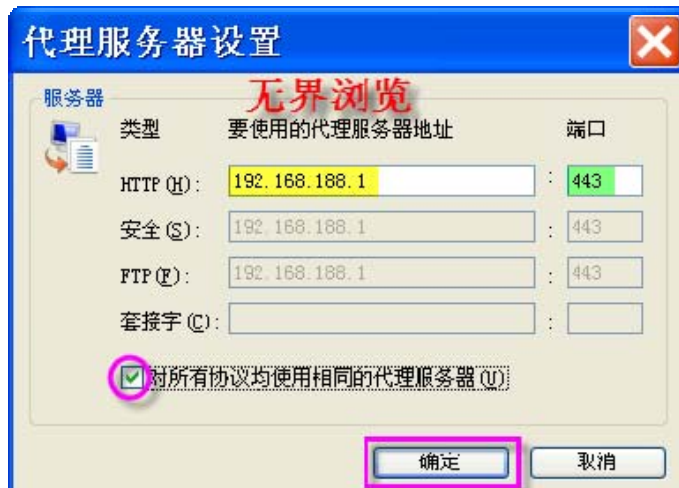 代理服务器设置
服务器
无界浏览
类型 要使用的代理服务器地址 端口
HTTP(H): 192.168.188.1 : 443
安全(S): 192.168.188.1 : 443
FTP(F): 192.168.188.1 : 443
套接字(C): :
对所有协议均使用相同的代理服务器(U)
确定 取消